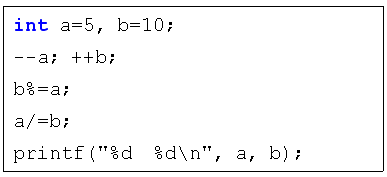 int a=5, b=10;
--a; ++b;
b%=a;
a/=b;
printf("%d  %d\n", a, b);